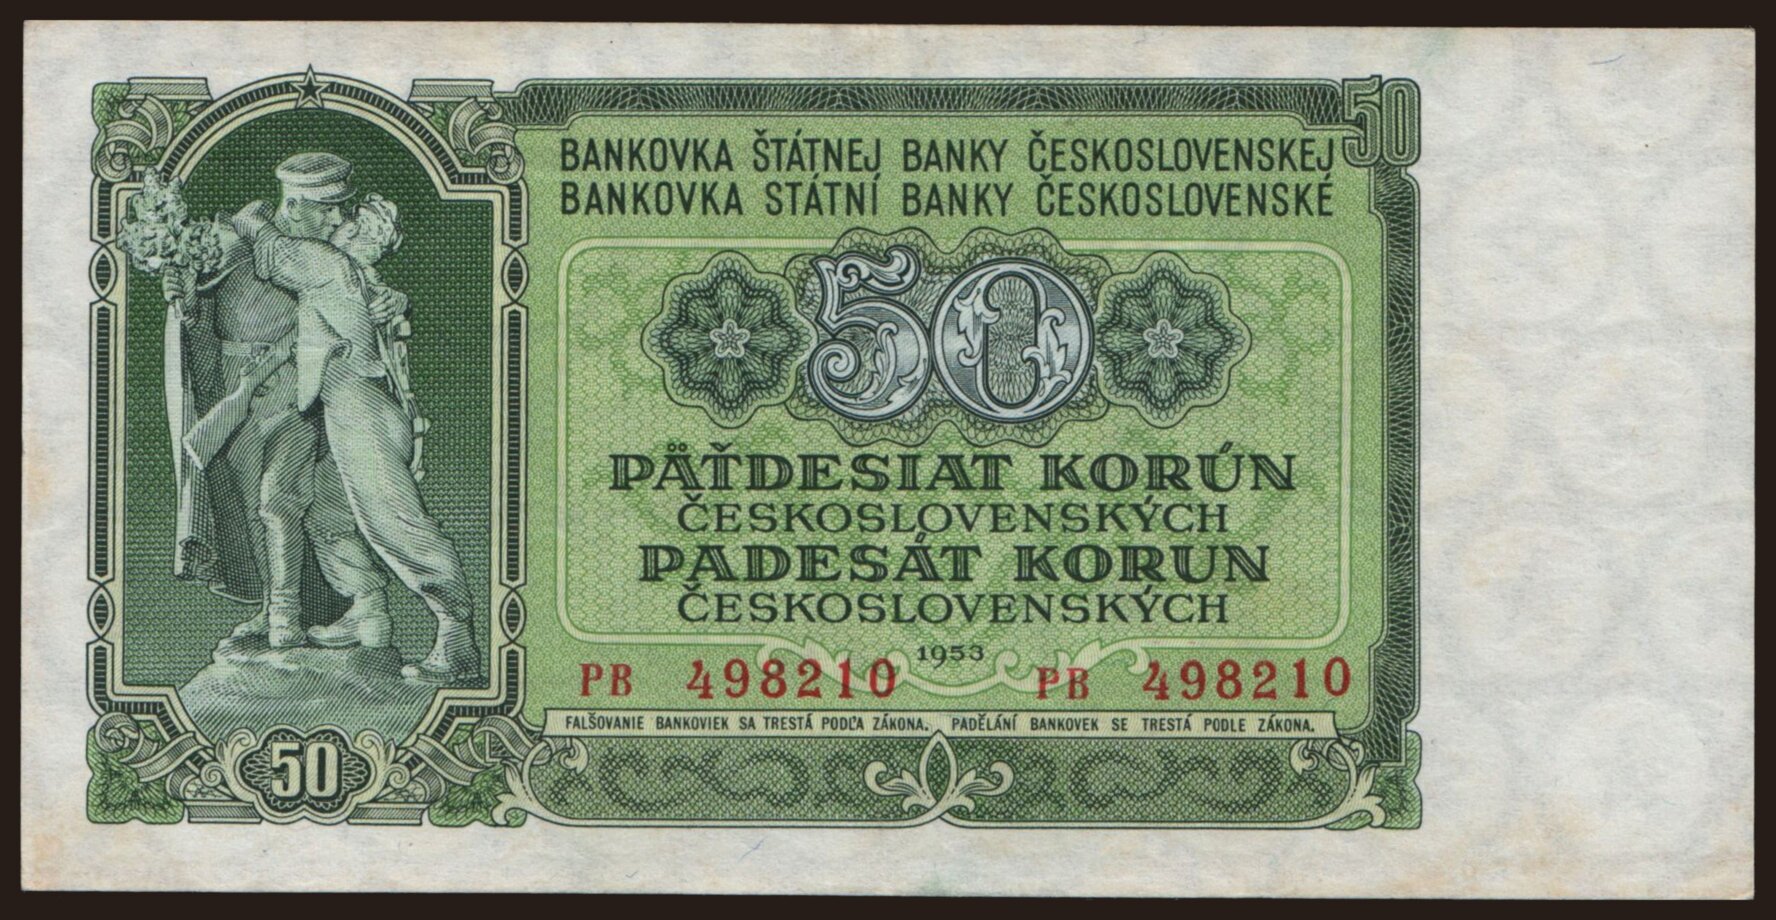 50
BANKOVKA ŠTÁTNEJ BANKY ČESKOSLOVENSKEJ
BANKOVKA STÁTNÍ BANKY ČESKOSLOVENSKÉ
50
PÄŤDESIAT KORÚN
ČESKOSLOVENSKÝCH
PADESÁT KORUN
ČESKOSLOVENSKÝCH
1953
PB 498210 PB 498210
FALŠOVANIE BANKOVIEK SA TRESTÁ PODĽA ZÁKONA. PADĚLÁNÍ BANKOVEK SE TRESTÁ PODLE ZÁKONA.
50